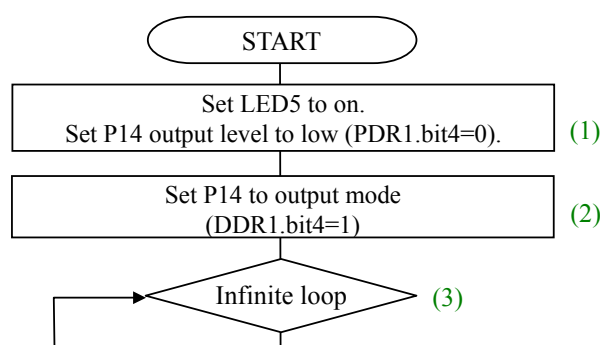 START
Set LED5 to on.
Set P14 output level to low (PDR1.bit4=0).
(1)
Set P14 to output mode
(DDR1.bit4=1)
(2)
Infinite loop
(3)